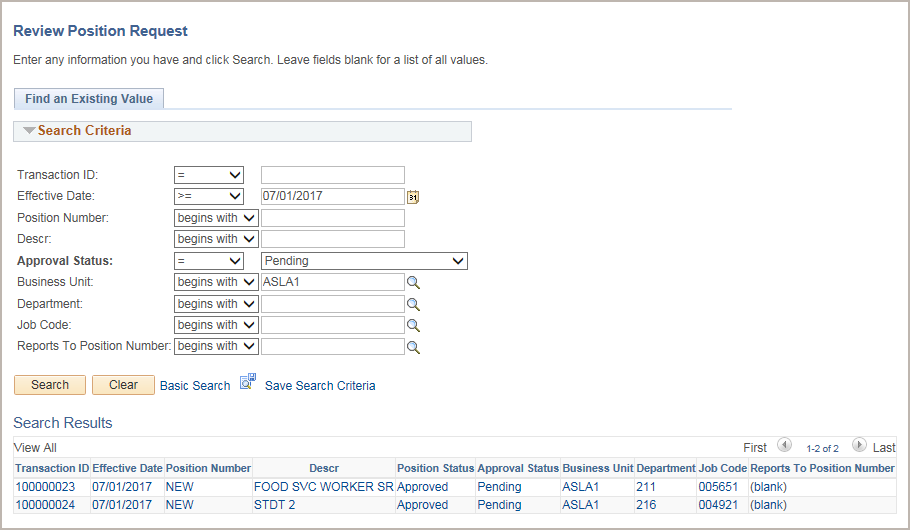 Review Position Request
Enter any information you have and click Search. Leave fields blank for a list of all values.
Find an Existing Value
Search Criteria
Transaction ID: =
Effective Date: >= 07/01/2017 31
Position Number: begins with
Descr: begins with
Approval Status: = Pending
Business Unit: begins with ASLA1
Department: begins with
Job Code: begins with
Reports To Position Number: begins with
Search Clear Basic Search Save Search Criteria
Search Results
View All First 1-2 of 2 Last
Transaction ID Effective Date Position Number Descr Position Status Approval Status Business Unit Department Job Code Reports To Position Number
100000023 07/01/2017 NEW FOOD SVC WORKER SR Approved Pending ASLA1 211 005651 (blank)
100000024 07/01/2017 NEW STDT 2 Approved Pending ASLA1 216 004921 (blank)